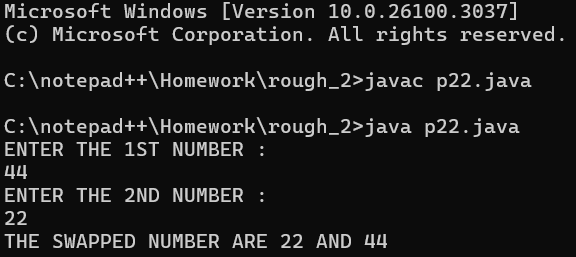 Microsoft Windows [Version 10.0.26100.3037]
(c) Microsoft Corporation. All rights reserved.
C:\notepad++\Homework\rough_2>javac p22.java
C:\notepad++\Homework\rough_2>java p22.java
ENTER THE 1ST NUMBER :
44
ENTER THE 2ND NUMBER :
22
THE SWAPPED NUMBER ARE 22 AND 44